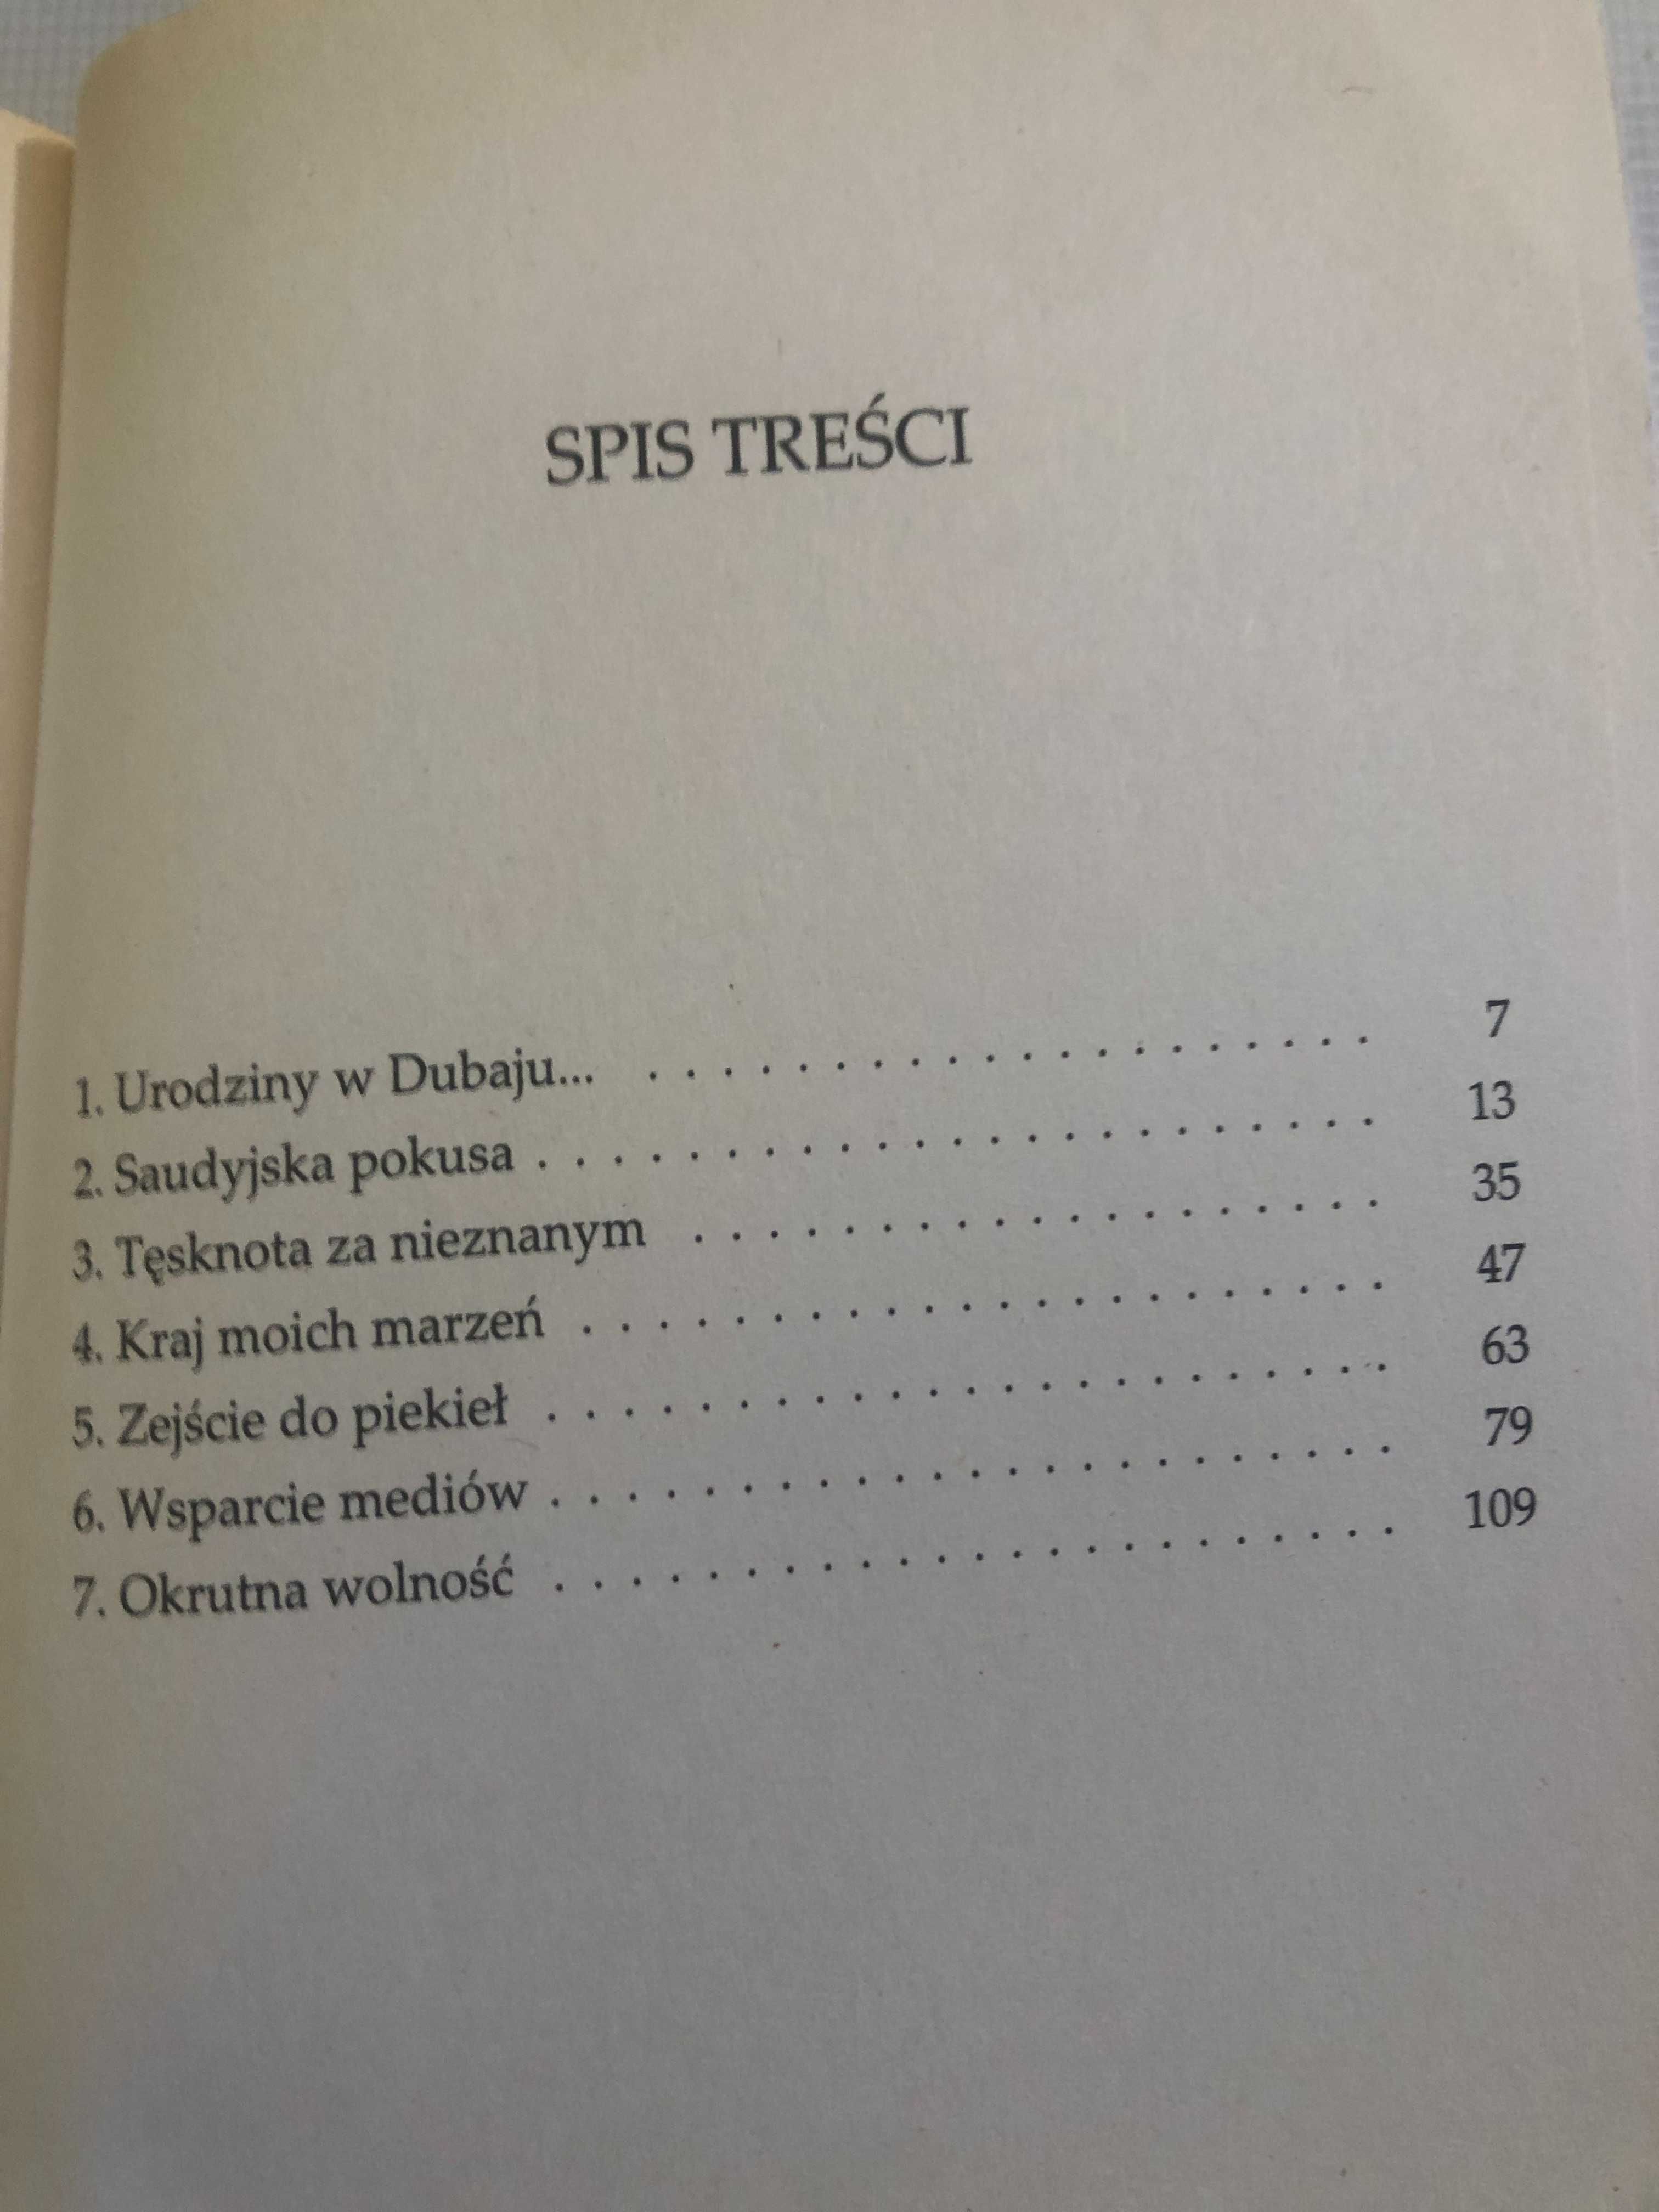 SPIS TREŚCI
1. Urodziny w Dubaju... . . . . . . . . . . . . . . . . . . . . 7
2. Saudyjska pokusa . . . . . . . . . . . . . . . . . . . . . . . 13
3. Tęsknota za nieznanym . . . . . . . . . . . . . . . . . . . 35
4. Kraj moich marzeń . . . . . . . . . . . . . . . . . . . . . . 47
5. Zejście do piekieł . . . . . . . . . . . . . . . . . . . . . . . 63
6. Wsparcie mediów . . . . . . . . . . . . . . . . . . . . . . . 79
7. Okrutna wolność . . . . . . . . . . . . . . . . . . . . . . . 109